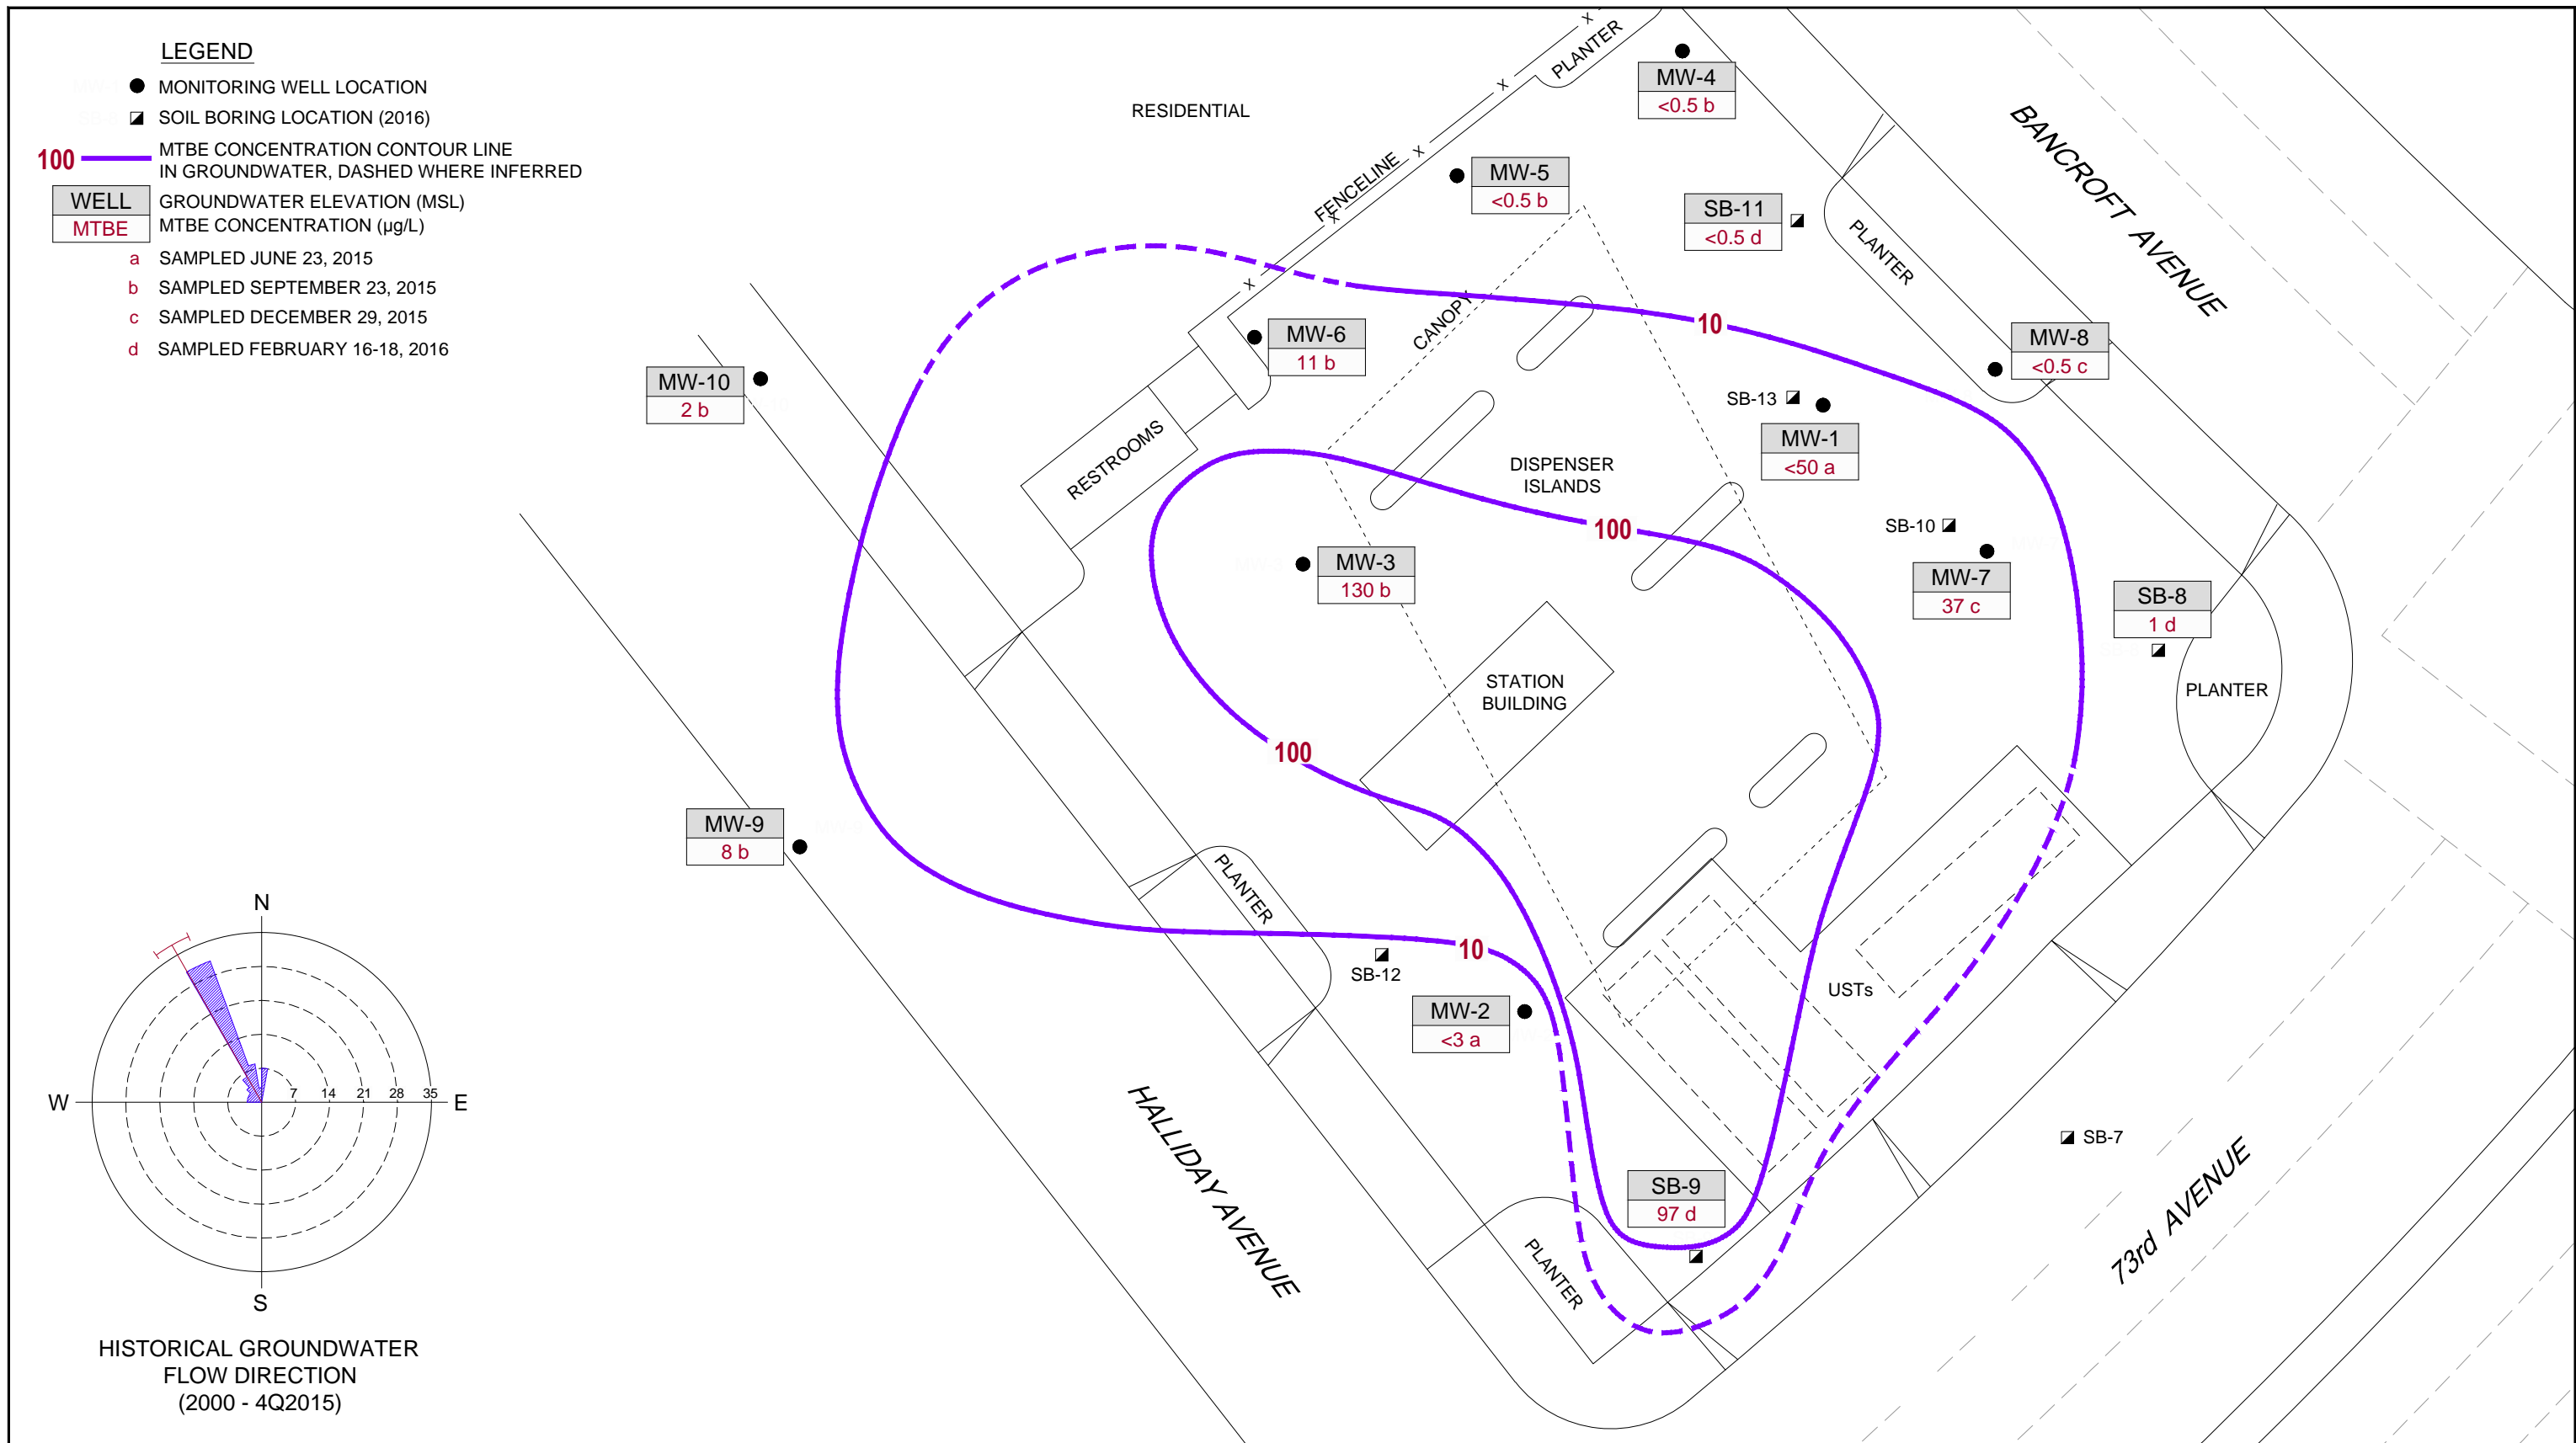 LEGEND
MONITORING WELL LOCATION
SOIL BORING LOCATION (2016)
100
MTBE CONCENTRATION CONTOUR LINE
IN GROUNDWATER, DASHED WHERE INFERRED
WELL
GROUNDWATER ELEVATION (MSL)
MTBE
MTBE CONCENTRATION (µg/L)
a SAMPLED JUNE 23, 2015
b SAMPLED SEPTEMBER 23, 2015
c SAMPLED DECEMBER 29, 2015
d SAMPLED FEBRUARY 16-18, 2016
RESIDENTIAL
FENCELINE
X
X
X
X
X
PLANTER
MW-4
<0.5 b
MW-5
<0.5 b
SB-11
<0.5 d
PLANTER
BANCROFT AVENUE
MW-6
11 b
CANOPY
10
MW-8
<0.5 c
MW-10
2 b
SB-13
MW-1
<50 a
RESTROOMS
DISPENSER
ISLANDS
100
SB-10
MW-7
37 c
MW-3
130 b
SB-8
1 d
STATION
BUILDING
PLANTER
100
MW-9
8 b
PLANTER
10
SB-12
MW-2
<3 a
USTs
SB-7
SB-9
97 d
PLANTER
HALLIDAY AVENUE
73rd AVENUE
N
W
7
14
21
28
35
E
S
HISTORICAL GROUNDWATER
FLOW DIRECTION
(2000 - 4Q2015)